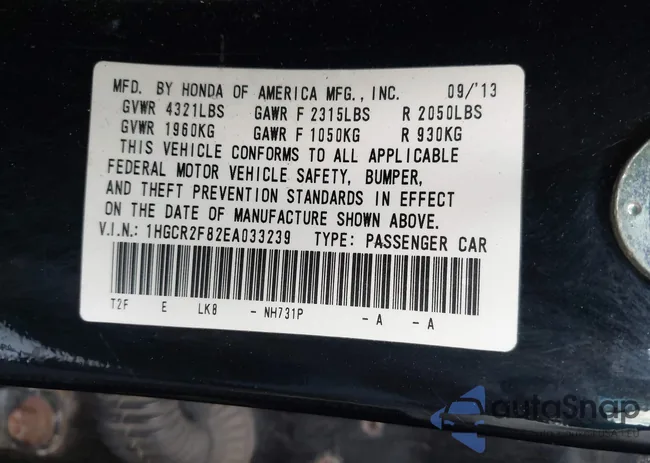 MFD. BY HONDA OF AMERICA MFG., INC. 09/'13
GVWR 4321LBS GAWR F 2315LBS R 2050LBS
GVWR 1960KG GAWR F 1050KG R 930KG
THIS VEHICLE CONFORMS TO ALL APPLICABLE
FEDERAL MOTOR VEHICLE SAFETY, BUMPER,
AND THEFT PREVENTION STANDARDS IN EFFECT
ON THE DATE OF MANUFACTURE SHOWN ABOVE.
V.I.N.: 1HGCR2F82EA033239 TYPE: PASSENGER CAR
T2F E LK8 - NH731P - A - A
autoSnap